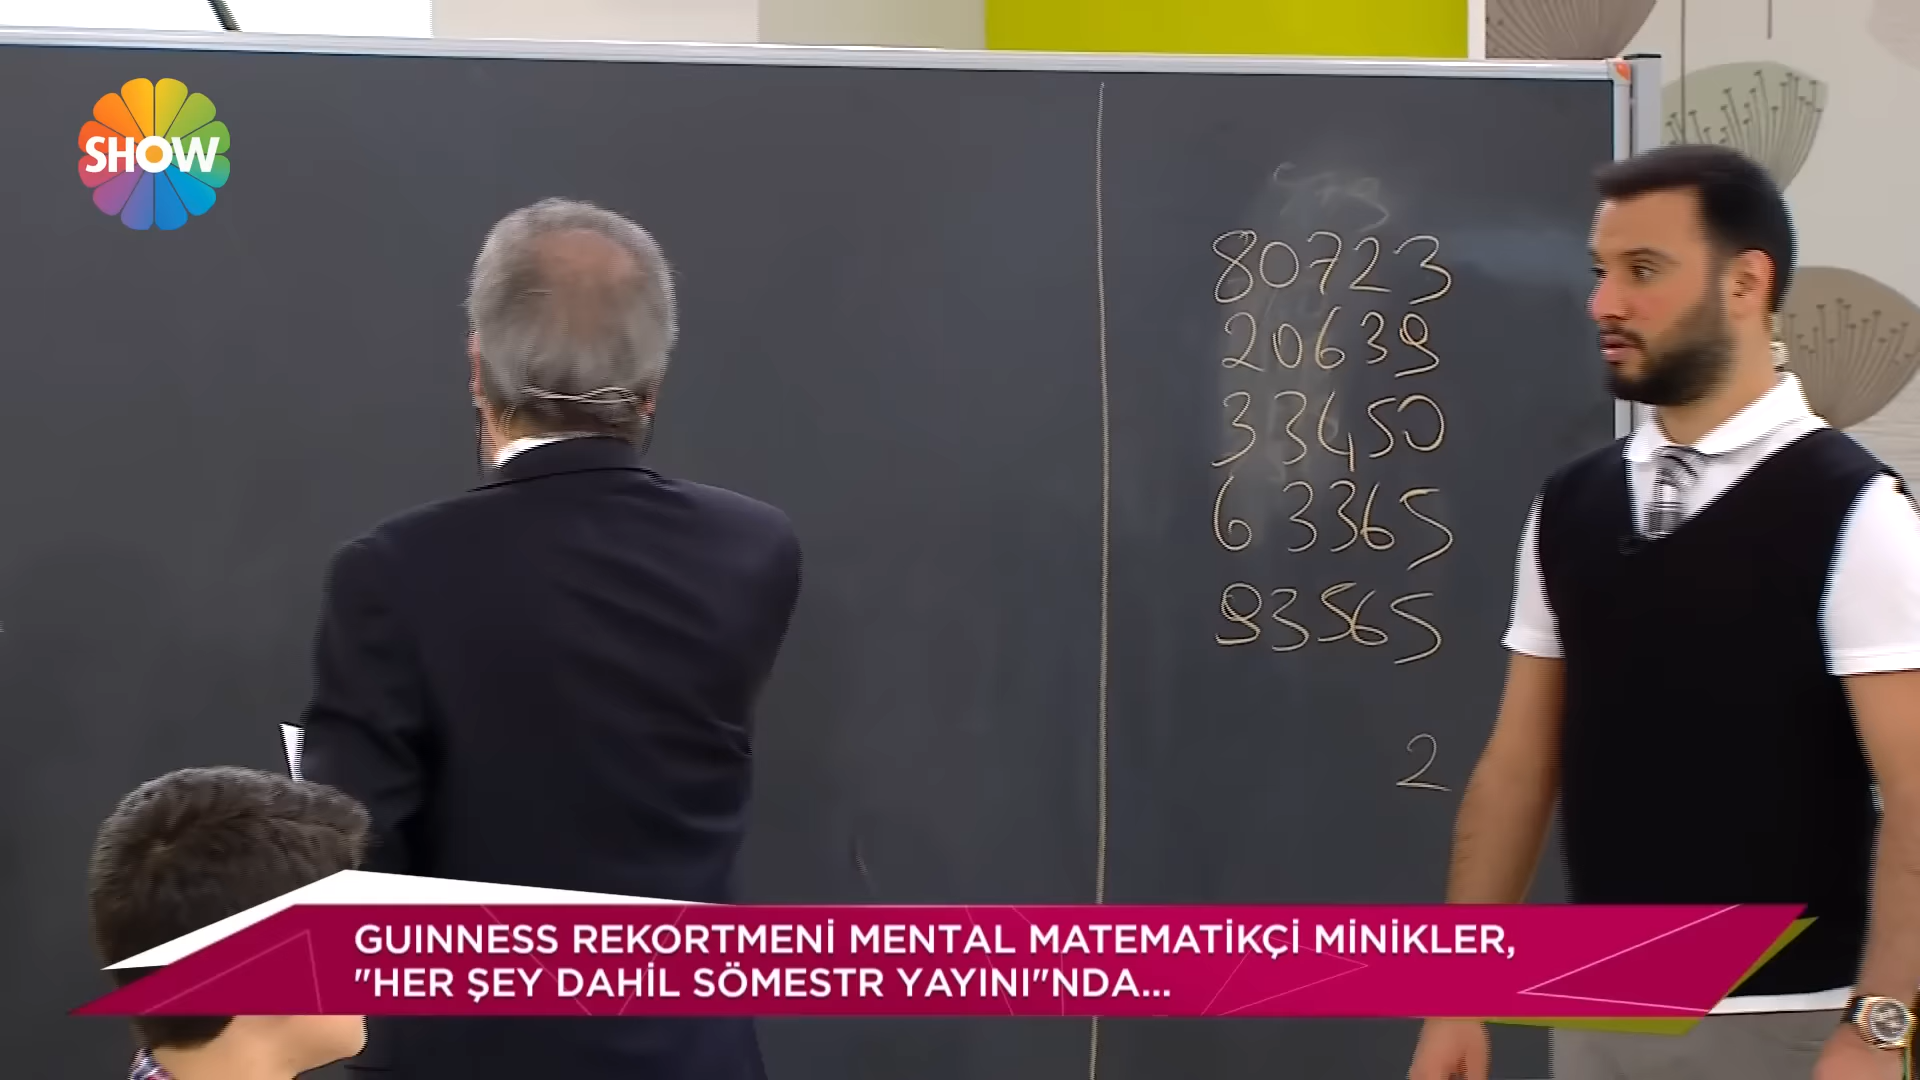 SHOW
80723
20639
33450
63365
93565
2
GUINNESS REKORTMENİ MENTAL MATEMATİKÇİ MİNİKLER,
"HER ŞEY DAHİL SÖMESTR YAYINI"NDA...